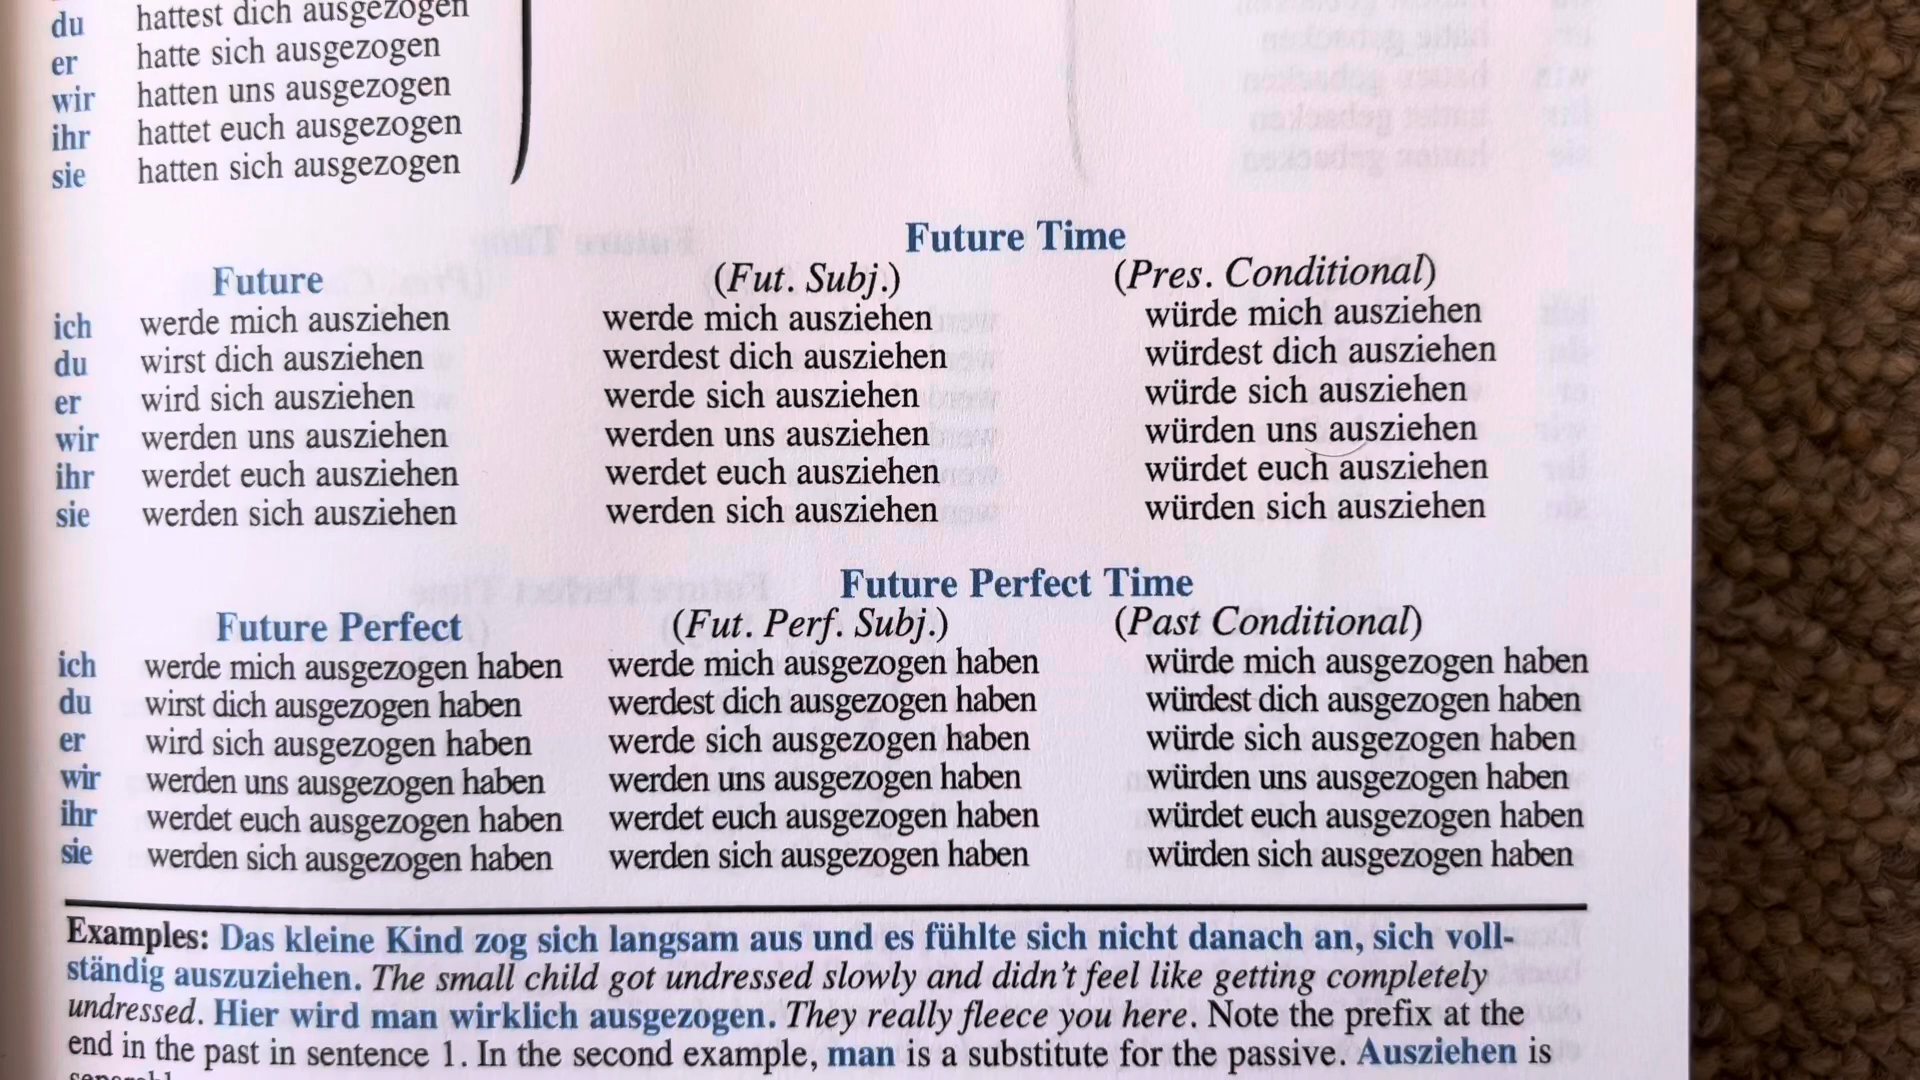 du hattest dich ausgezogen
er hatte sich ausgezogen
wir hatten uns ausgezogen
ihr hattet euch ausgezogen
sie hatten sich ausgezogen
Future Time
Future (Fut. Subj.) (Pres. Conditional)
ich werde mich ausziehen werde mich ausziehen würde mich ausziehen
du wirst dich ausziehen werdest dich ausziehen würdest dich ausziehen
er wird sich ausziehen werde sich ausziehen würde sich ausziehen
wir werden uns ausziehen werden uns ausziehen würden uns ausziehen
ihr werdet euch ausziehen werdet euch ausziehen würdet euch ausziehen
sie werden sich ausziehen werden sich ausziehen würden sich ausziehen
Future Perfect Time
Future Perfect (Fut. Perf. Subj.) (Past Conditional)
ich werde mich ausgezogen haben werde mich ausgezogen haben würde mich ausgezogen haben
du wirst dich ausgezogen haben werdest dich ausgezogen haben würdest dich ausgezogen haben
er wird sich ausgezogen haben werde sich ausgezogen haben würde sich ausgezogen haben
wir werden uns ausgezogen haben werden uns ausgezogen haben würden uns ausgezogen haben
ihr werdet euch ausgezogen haben werdet euch ausgezogen haben würdet euch ausgezogen haben
sie werden sich ausgezogen haben werden sich ausgezogen haben würden sich ausgezogen haben
Examples: Das kleine Kind zog sich langsam aus und es fühlte sich nicht danach an, sich voll-
ständig auszuziehen. The small child got undressed slowly and didn't feel like getting completely
undressed. Hier wird man wirklich ausgezogen. They really fleece you here. Note the prefix at the
end in the past in sentence 1. In the second example, man is a substitute for the passive. Ausziehen is